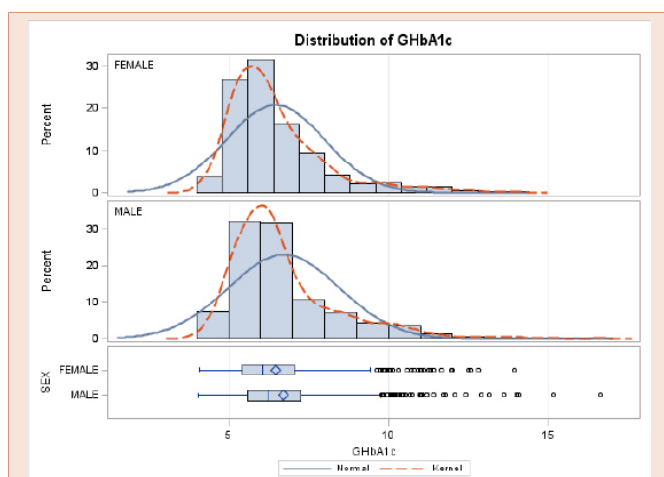 Distribution of GHbA1c
FEMALE
Percent
30
20
10
0
MALE
Percent
30
20
10
0
SEX
FEMALE
MALE
5
10
15
GHbA1c
Normal
Kernel